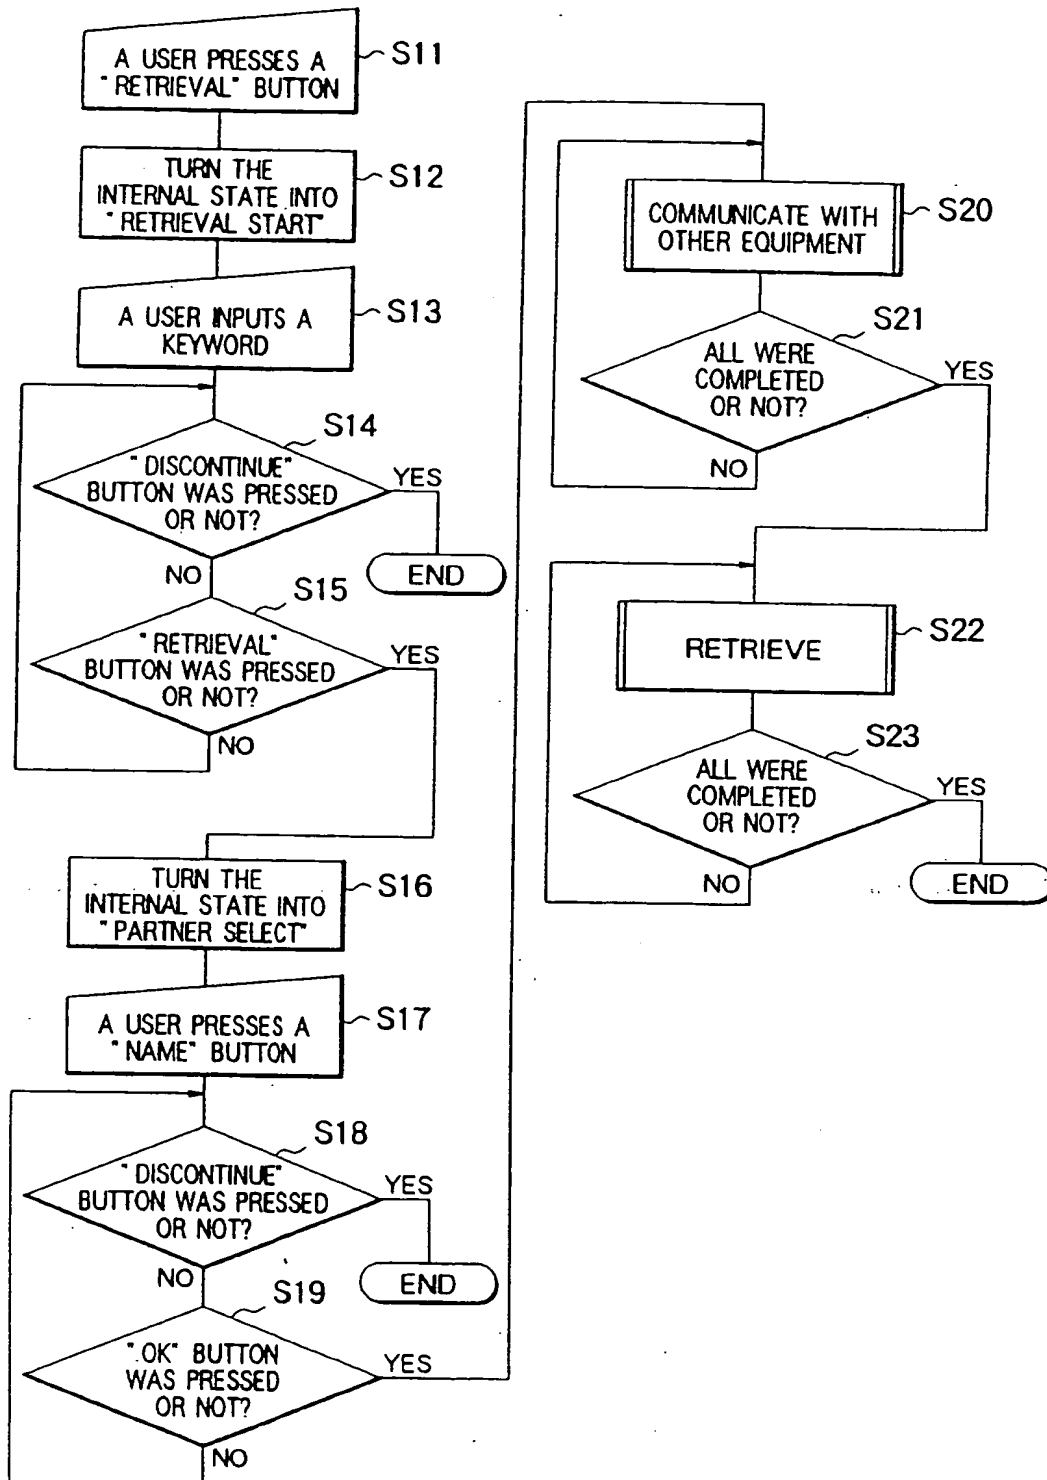 A USER PRESSES A
"RETRIEVAL" BUTTON
S11
TURN THE
INTERNAL STATE INTO
"RETRIEVAL START"
S12
A USER INPUTS A
KEYWORD
S13
S14
"DISCONTINUE"
BUTTON WAS PRESSED
OR NOT?
YES
NO
END
S15
"RETRIEVAL"
BUTTON WAS PRESSED
OR NOT?
YES
NO
TURN THE
INTERNAL STATE INTO
"PARTNER SELECT"
S16
A USER PRESSES A
"NAME" BUTTON
S17
S18
"DISCONTINUE"
BUTTON WAS PRESSED
OR NOT?
YES
NO
END
S19
"OK" BUTTON
WAS PRESSED
OR NOT?
YES
NO
COMMUNICATE WITH
OTHER EQUIPMENT
S20
S21
ALL WERE
COMPLETED
OR NOT?
YES
NO
RETRIEVE
S22
S23
ALL WERE
COMPLETED
OR NOT?
YES
NO
END